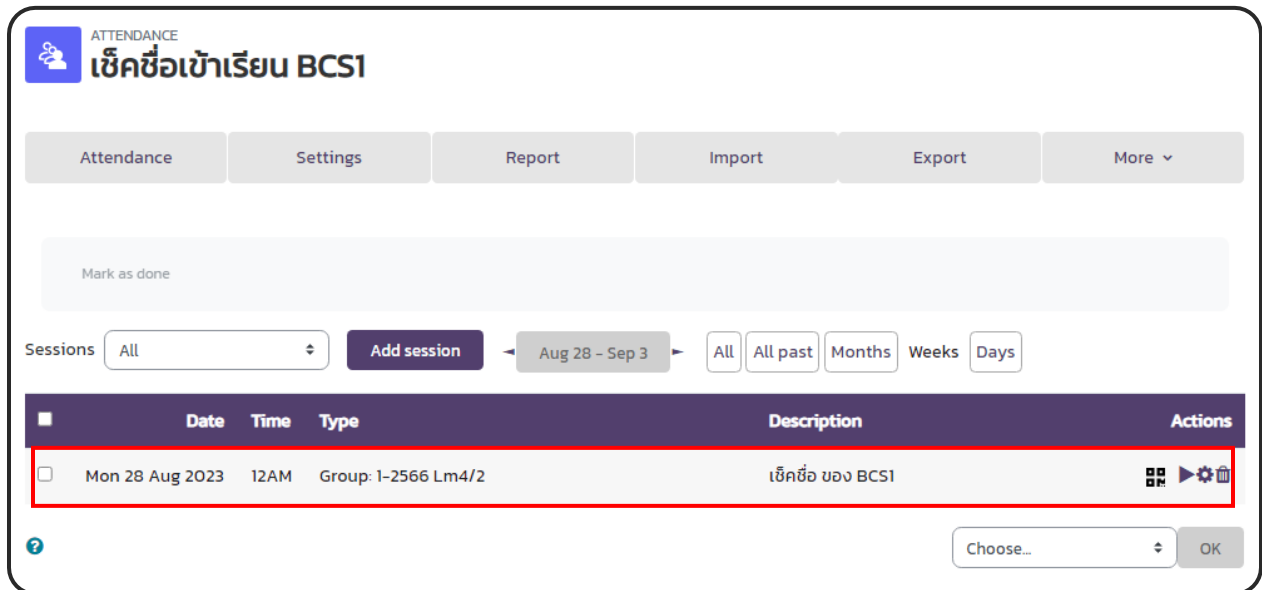 ATTENDANCE
เช็คชื่อเข้าเรียน BCS1
Attendance Settings Report Import Export More
Mark as done
Sessions All Add session Aug 28 - Sep 3 All All past Months Weeks Days
Date Time Type Description Actions
Mon 28 Aug 2023 12AM Group: 1-2566 Lm4/2 เช็คชื่อ ของ BCS1
Choose... OK